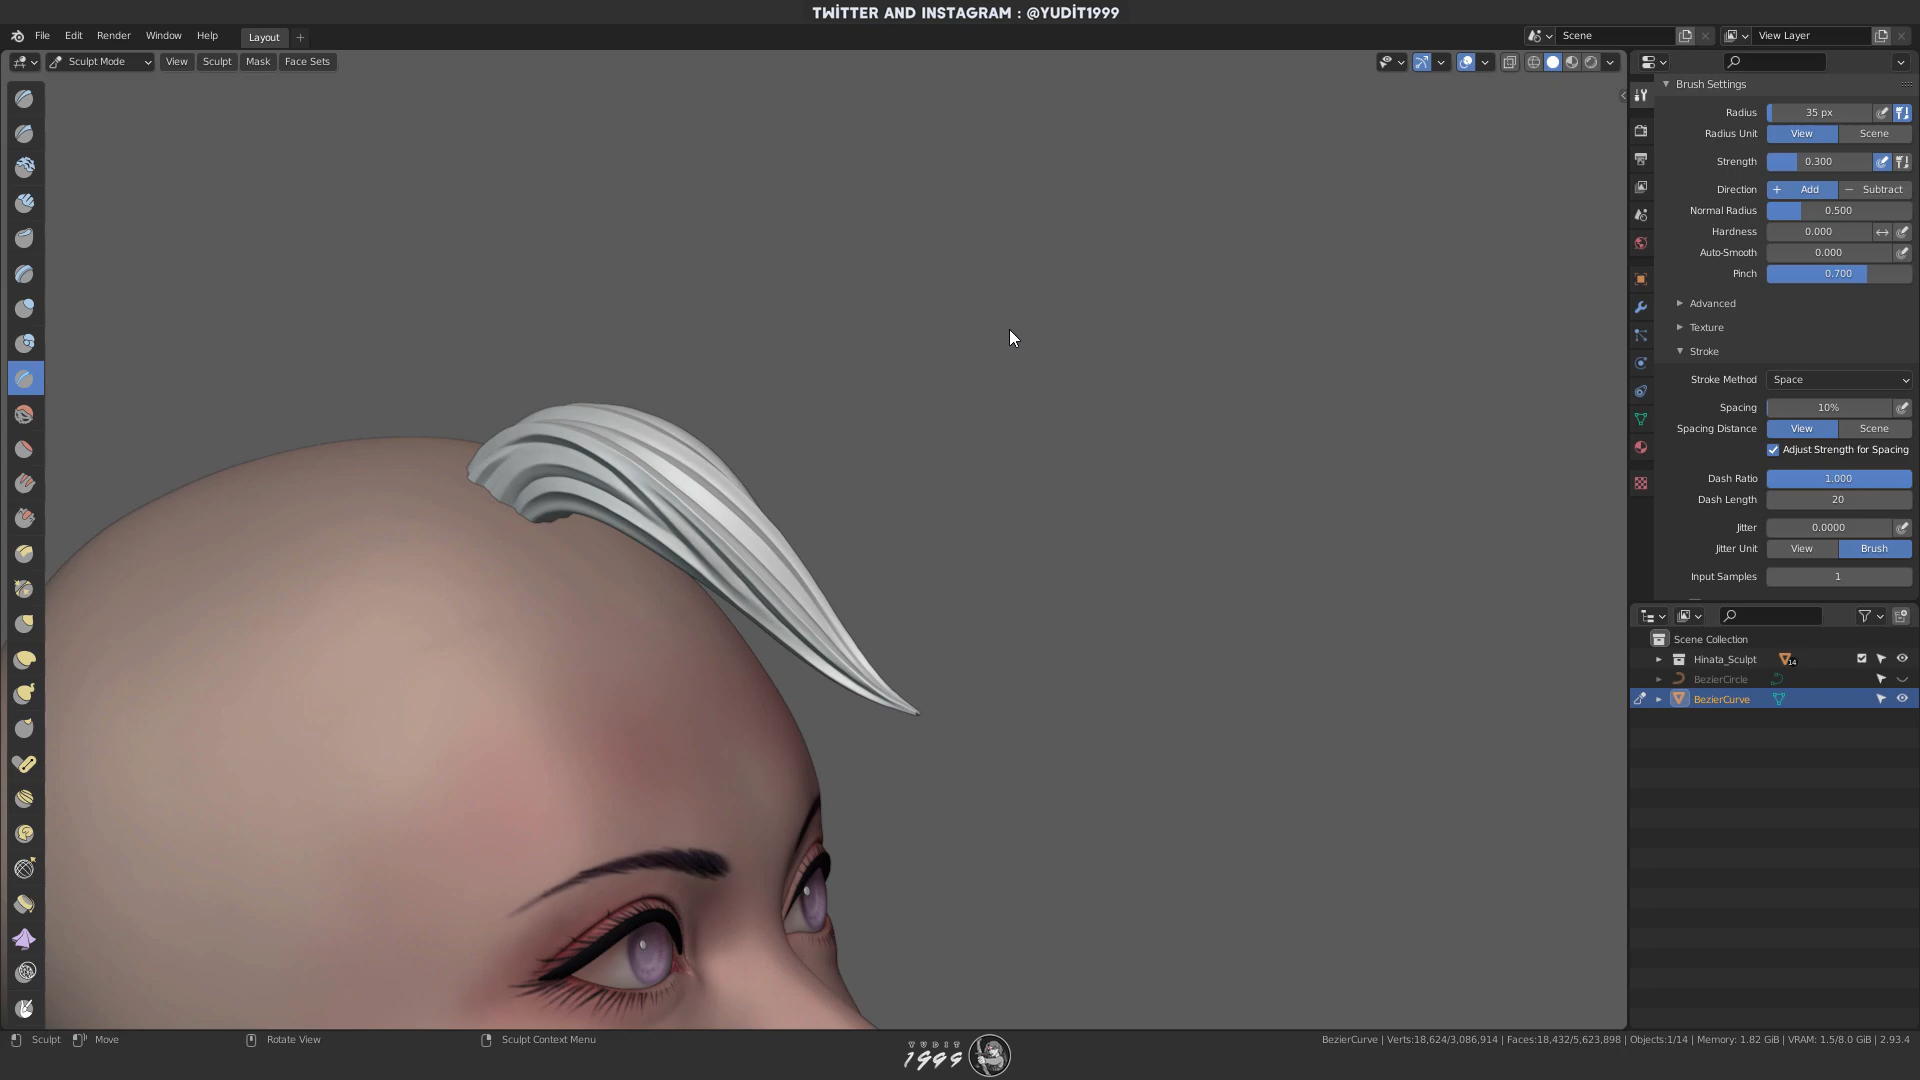 TWİTTER AND INSTAGRAM : @YUDİT1999
File Edit Render Window Help Layout + Scene View Layer
Sculpt Mode View Sculpt Mask Face Sets
Brush Settings
Radius 35 px
Radius Unit View Scene
Strength 0.300
Direction + Add − Subtract
Normal Radius 0.500
Hardness 0.000
Auto-Smooth 0.000
Pinch 0.700
Advanced
Texture
Stroke
Stroke Method Space
Spacing 10%
Spacing Distance View Scene
Adjust Strength for Spacing
Dash Ratio 1.000
Dash Length 20
Jitter 0.0000
Jitter Unit View Brush
Input Samples 1
Scene Collection
Hinata_Sculpt 14
BezierCircle
BezierCurve
Sculpt Move Rotate View Sculpt Context Menu
YUDIT
1999
BezierCurve | Verts:18,624/3,086,914 | Faces:18,432/5,623,898 | Objects:1/14 | Memory: 1.82 GiB | VRAM: 1.5/8.0 GiB | 2.93.4